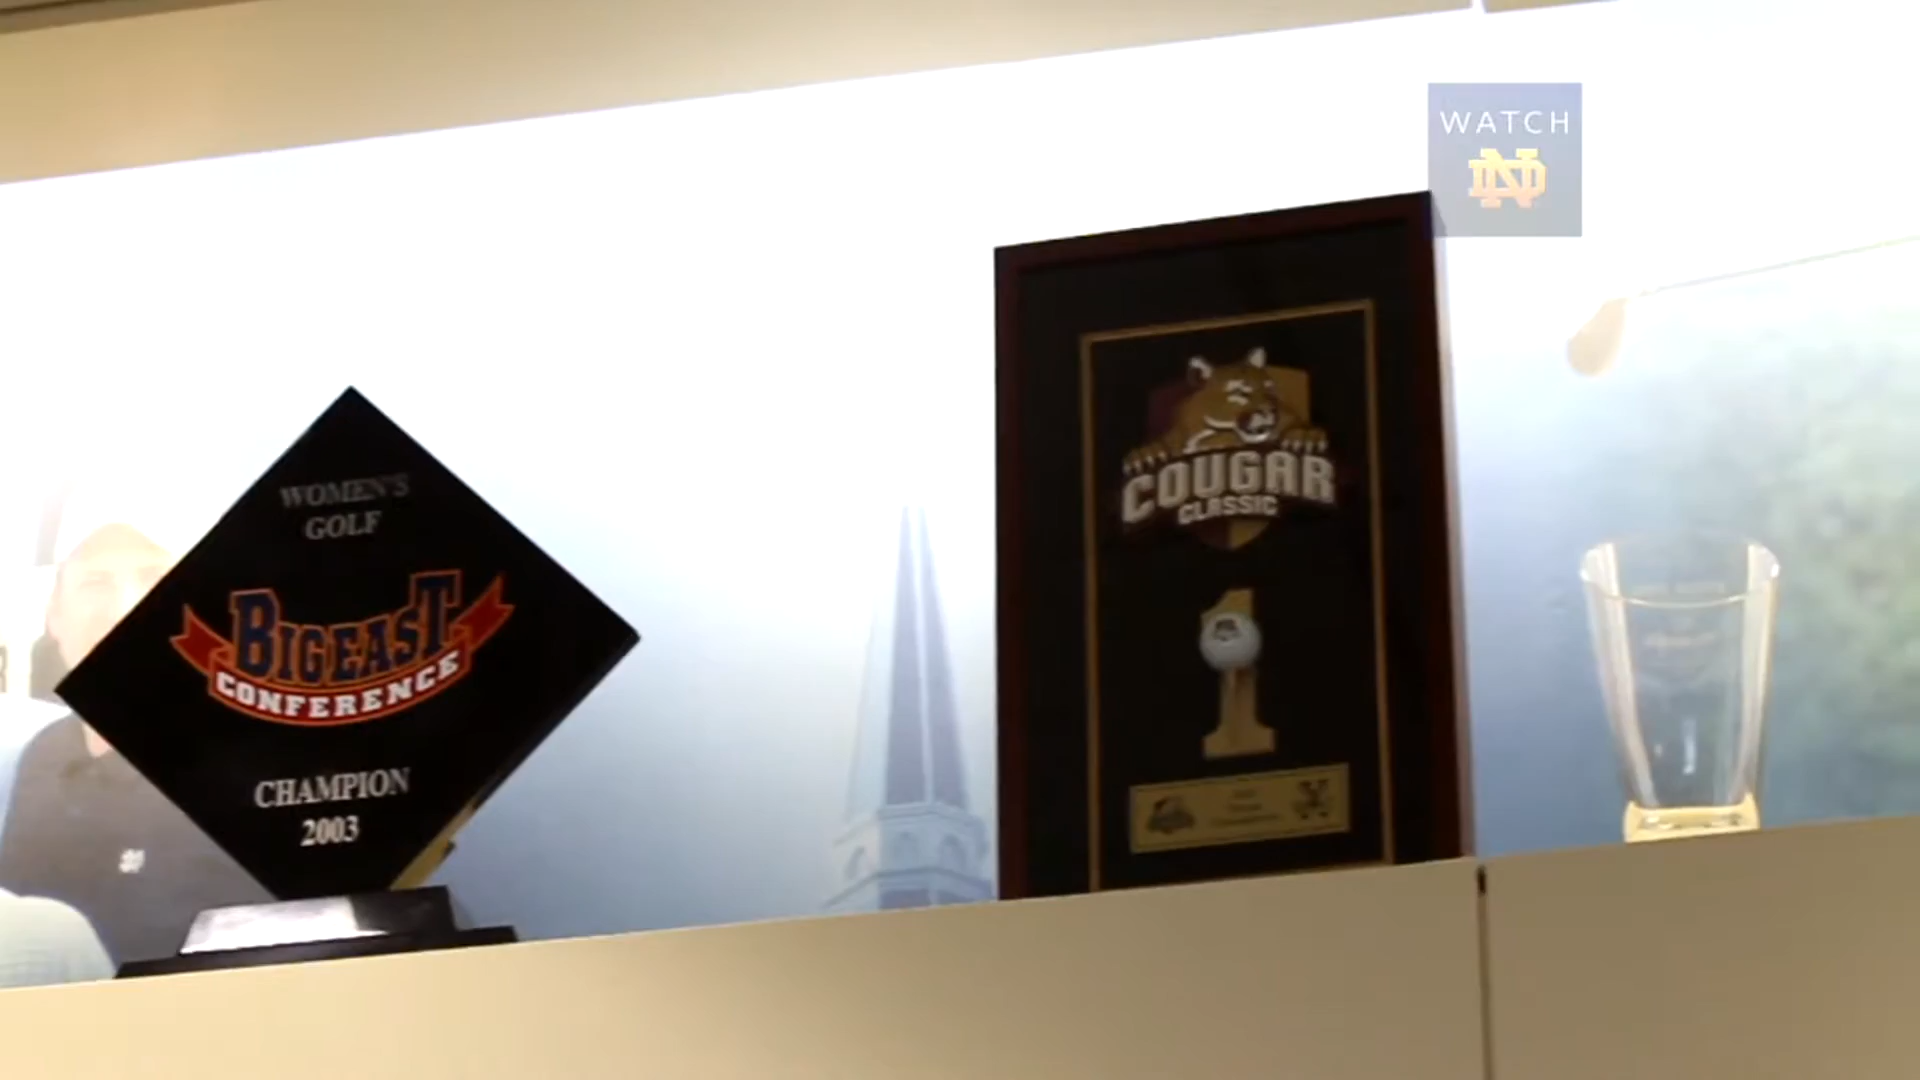 WATCH
ND
WOMEN'S
GOLF
BIG EAST
CONFERENCE
CHAMPION
2003
COUGAR
CLASSIC
1